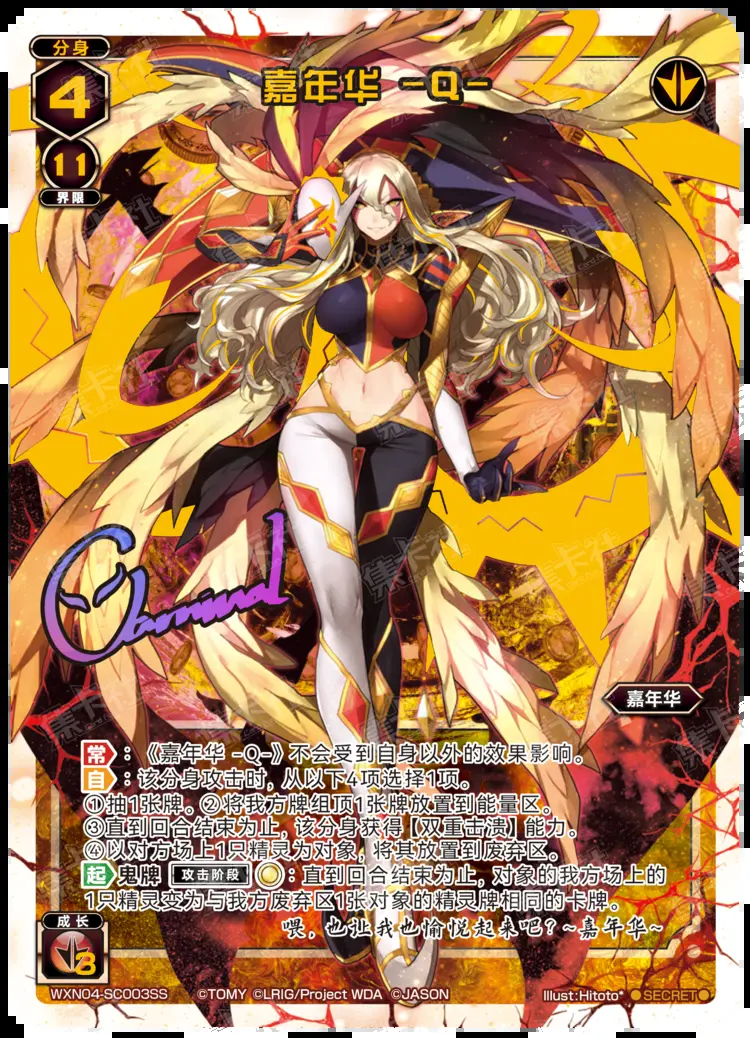 分身
4
嘉年华 -Q-
11
界限
Carnival
嘉年华
常：《嘉年华 -Q-》不会受到自身以外的效果影响。
自：该分身攻击时，从以下4项选择1项。
①抽1张牌。②将我方牌组顶1张牌放置到能量区。
③直到回合结束为止，该分身获得【双重击溃】能力。
④以对方场上1只精灵为对象，将其放置到废弃区。
起 鬼牌 攻击阶段 ：直到回合结束为止，对象的我方场上的
1只精灵变为与我方废弃区1张对象的精灵牌相同的卡牌。
喂，也让我也愉悦起来吧？~嘉年华~
成长
3
WXN04-SC003SS ©TOMY ©LRIG/Project WDA ©JASON Illust:Hitoto* SECRET
集卡社